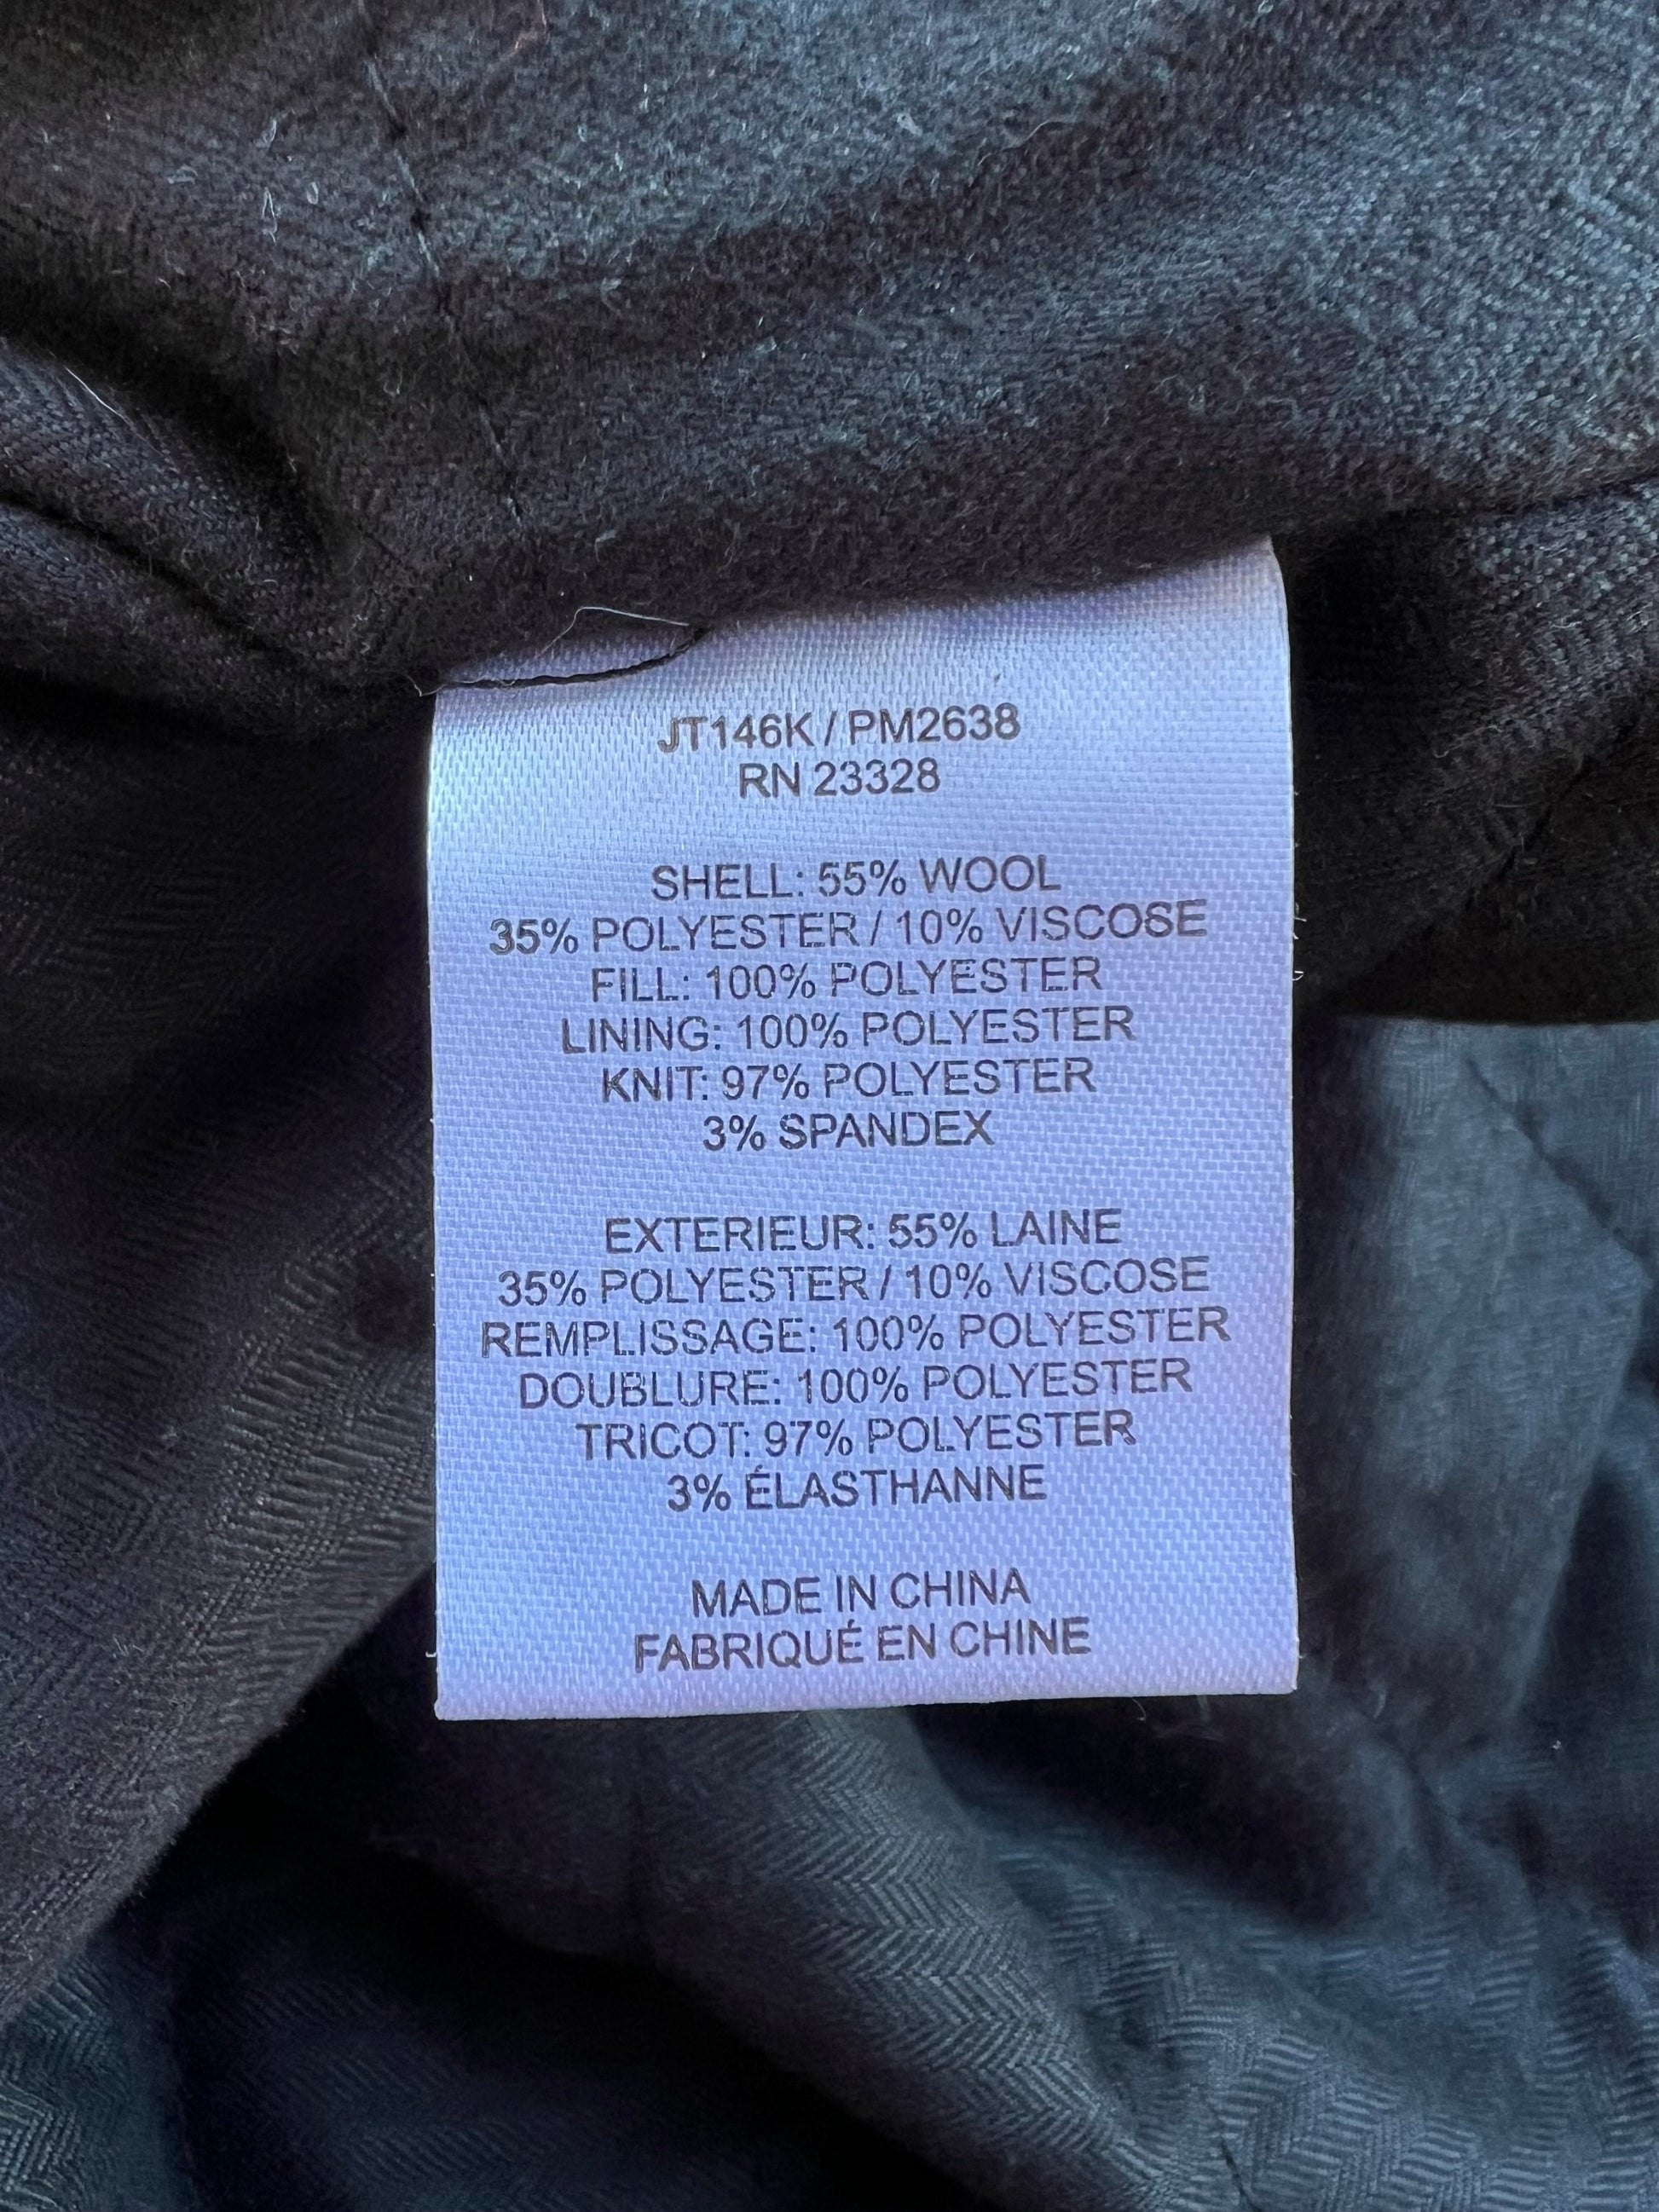 JT146K / PM2638
RN 23328
SHELL: 55% WOOL
35% POLYESTER / 10% VISCOSE
FILL: 100% POLYESTER
LINING: 100% POLYESTER
KNIT: 97% POLYESTER
3% SPANDEX
EXTERIEUR: 55% LAINE
35% POLYESTER / 10% VISCOSE
REMPLISSAGE: 100% POLYESTER
DOUBLURE: 100% POLYESTER
TRICOT: 97% POLYESTER
3% ÉLASTHANNE
MADE IN CHINA
FABRIQUÉ EN CHINE